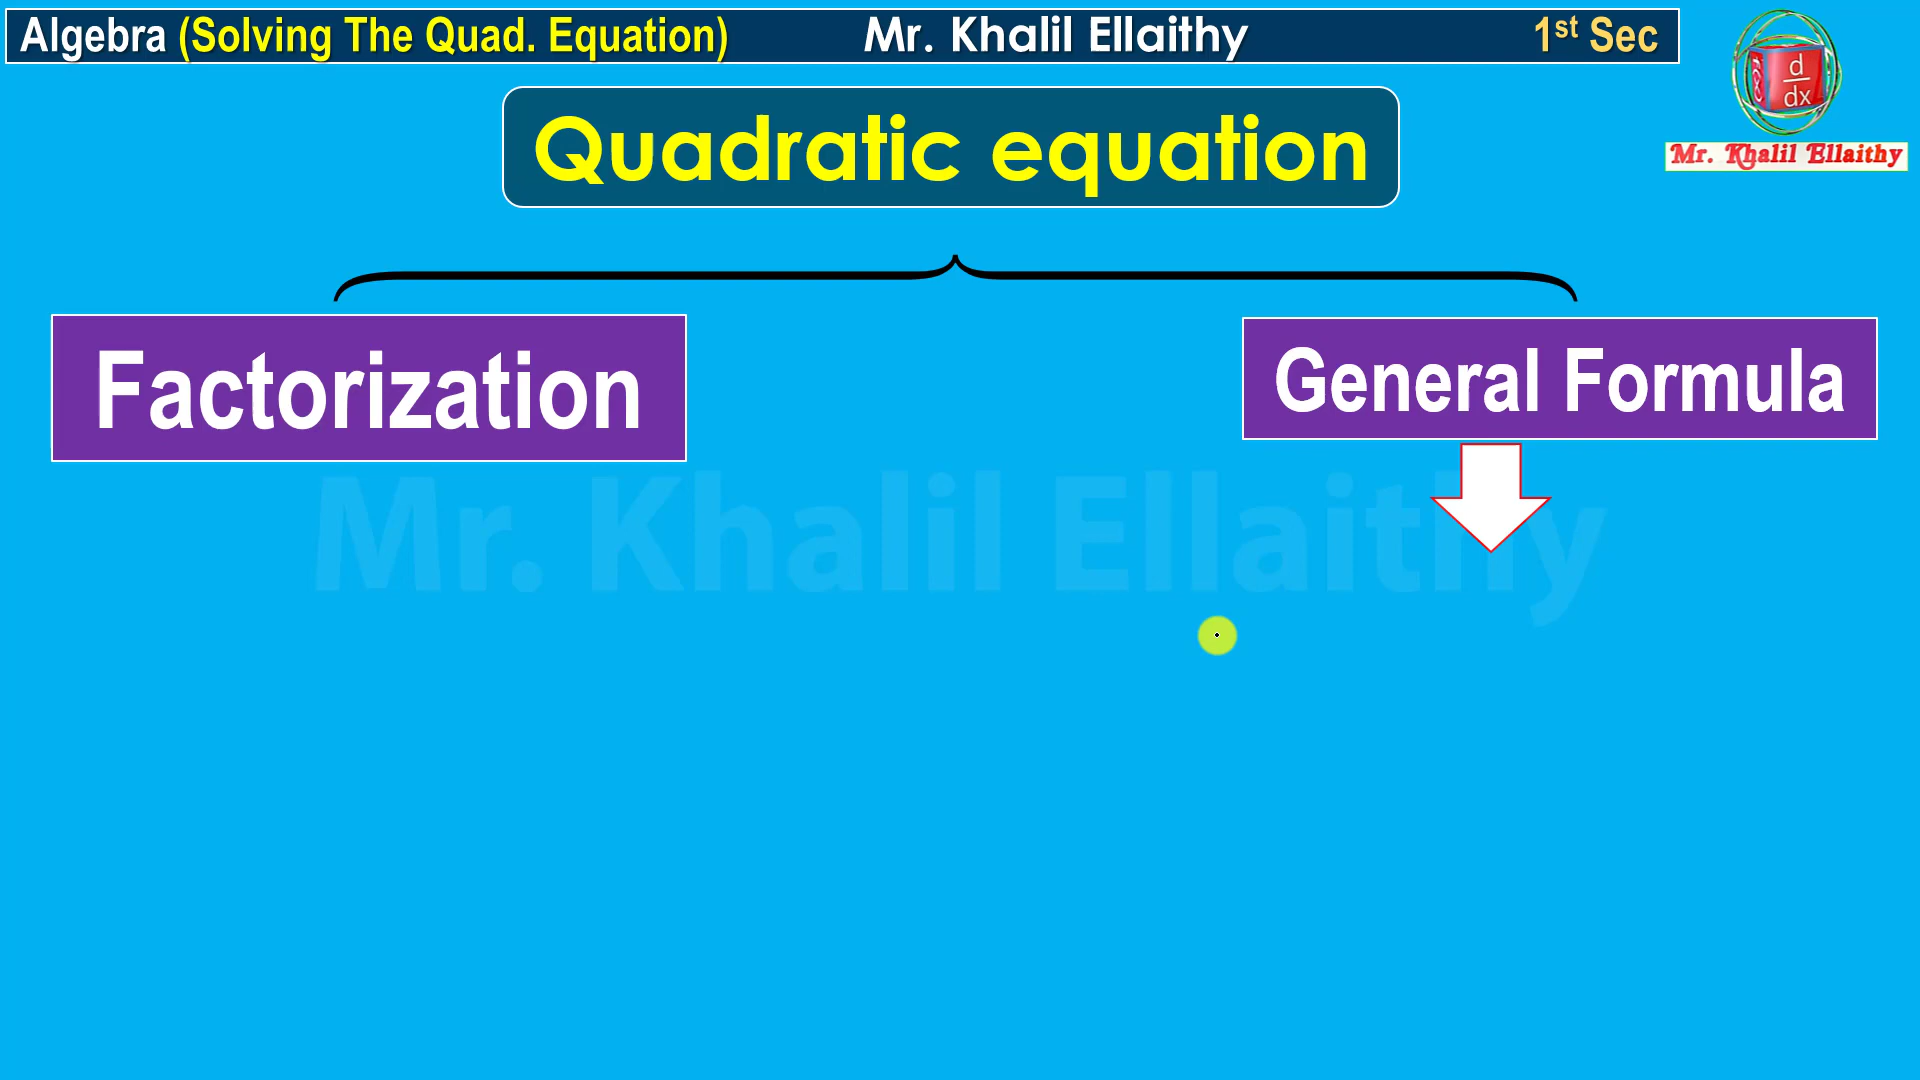 Algebra (Solving The Quad. Equation) Mr. Khalil Ellaithy 1st Sec
d
dx
f(x)
Mr. Khalil Ellaithy
Quadratic equation
Factorization
General Formula
Mr. Khalil Ellaithy